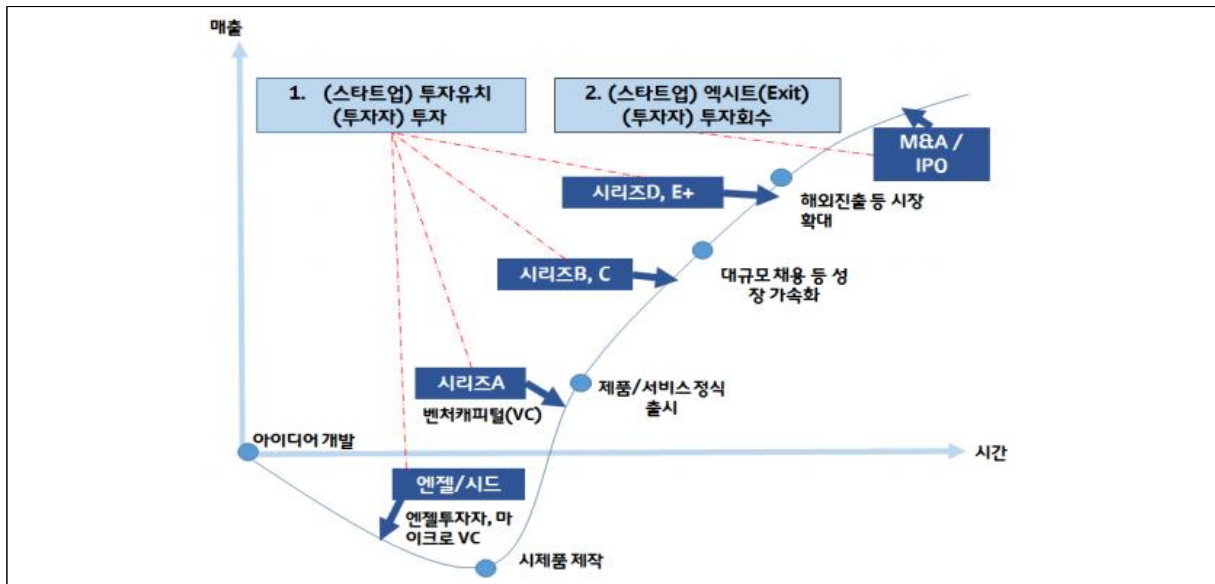 매출
1. (스타트업) 투자유치
(투자자) 투자
2. (스타트업) 엑시트(Exit)
(투자자) 투자회수
M&A /
IPO
시리즈D, E+
해외진출 등 시장
확대
시리즈B, C
대규모 채용 등 성
장 가속화
시리즈A
벤처캐피털(VC)
제품/서비스 정식
출시
아이디어 개발
시간
엔젤/시드
엔젤투자자, 마
이크로 VC
시제품 제작